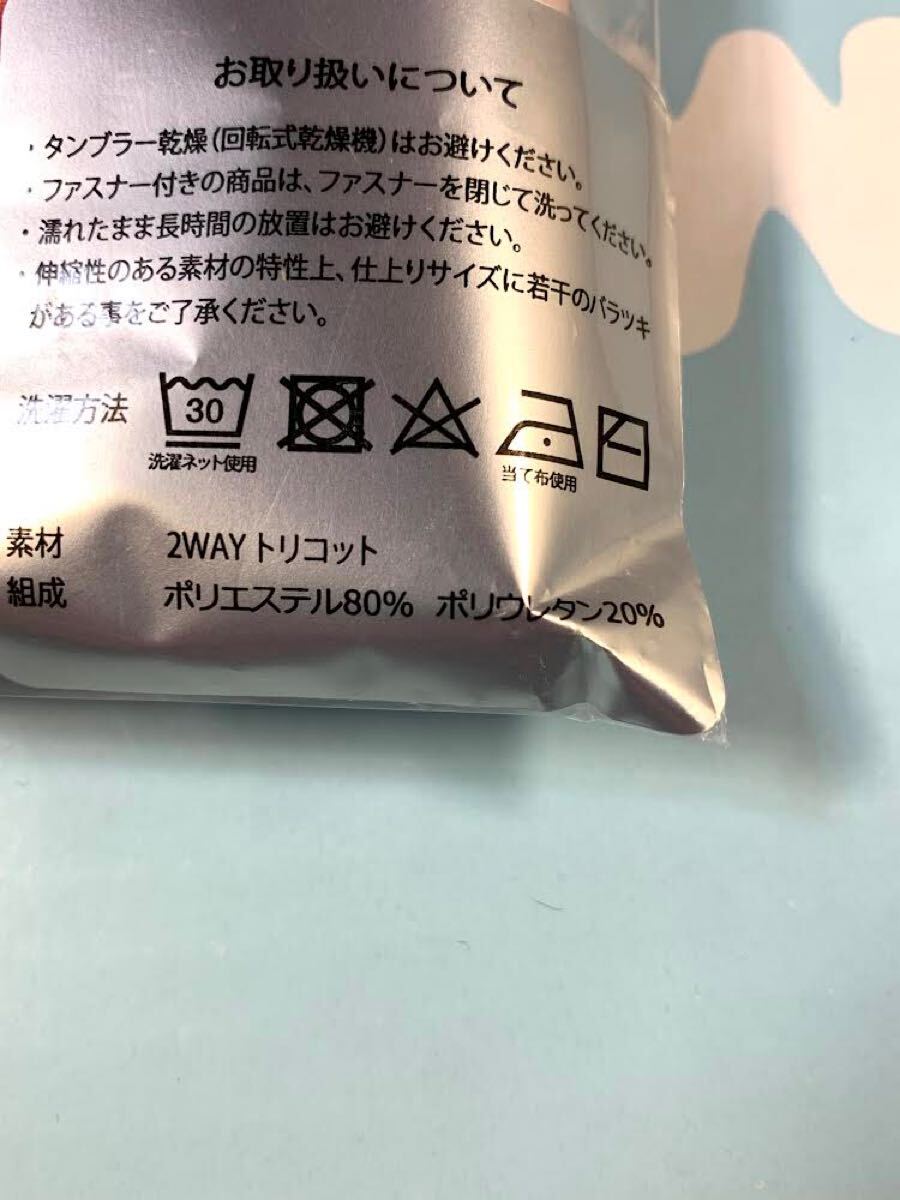 お取り扱いについて
・タンブラー乾燥(回転式乾燥機)はお避けください。
・ファスナー付きの商品は、ファスナーを閉じて洗ってください。
・濡れたまま長時間の放置はお避けください。
・伸縮性のある素材の特性上、仕上りサイズに若干のバラツキ
がある事をご了承ください。
洗濯方法 30
洗濯ネット使用 当て布使用
素材 2WAYトリコット
組成 ポリエステル80% ポリウレタン20%